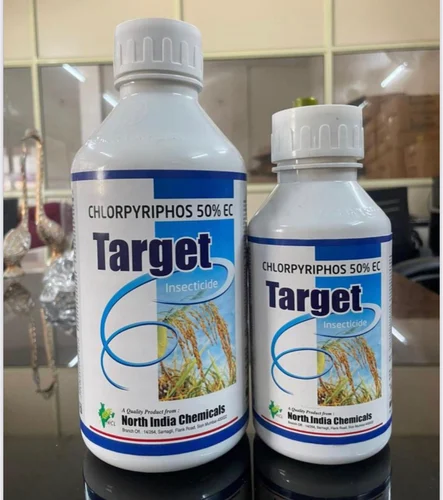 CHLORPYRIPHOS 50% EC
Target
Insecticide
A Quality Product from :
North India Chemicals
CHLORPYRIPHOS 50% EC
Target
Insecticide
A Quality Product from :
North India Chemicals